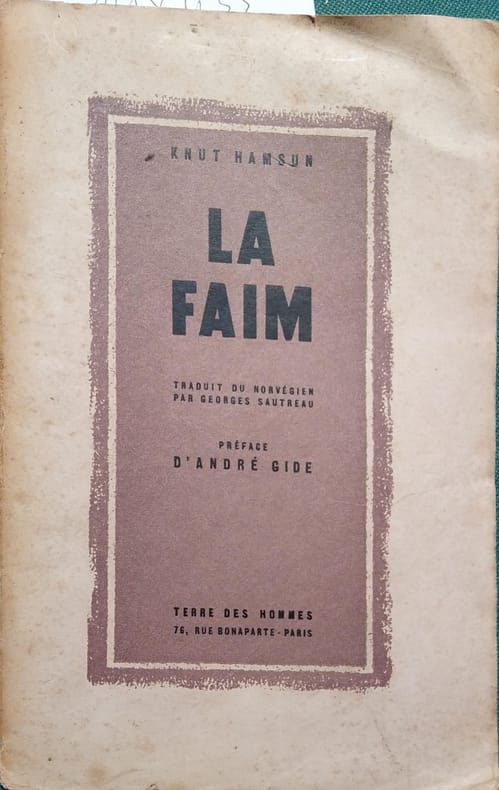 KNUT HAMSUN
LA
FAIM
TRADUIT DU NORVÉGIEN
PAR GEORGES SAUTREAU
PRÉFACE
D'ANDRÉ GIDE
TERRE DES HOMMES
76, RUE BONAPARTE - PARIS